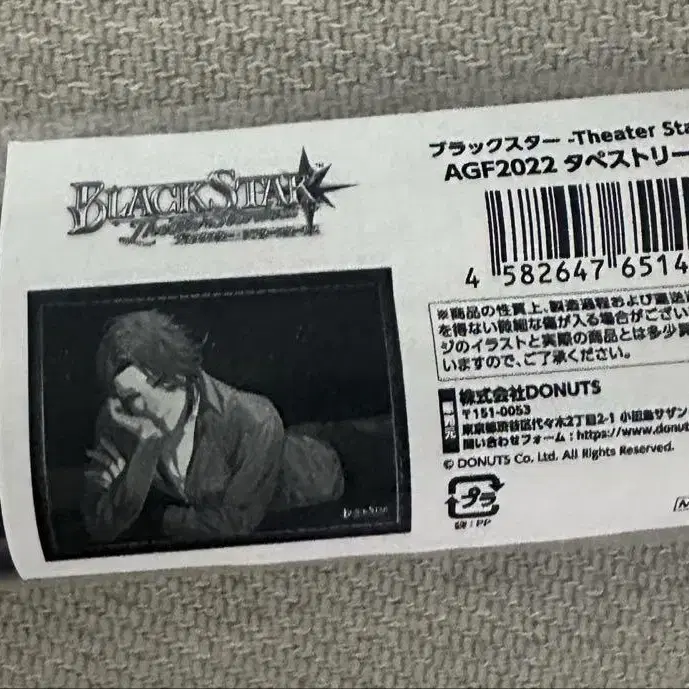 BLACKSTAR™
ブラックスター -Theater Sta
AGF2022 タペストリー
4 582647 6514
※商品の性質上、製造過程および運送
を得ない微細な傷が入る場合がござい
ジのイラストと実際の商品とは多少異
いますので、ご了承ください。
株式会社DONUTS
〒151-0053
東京都渋谷区代々木2丁目2-1 小田急サザン
問い合わせフォーム：https://www.donut
© DONUTS Co., Ltd. All Rights Reserved.
プラ
袋：PP
BLACKSTAR